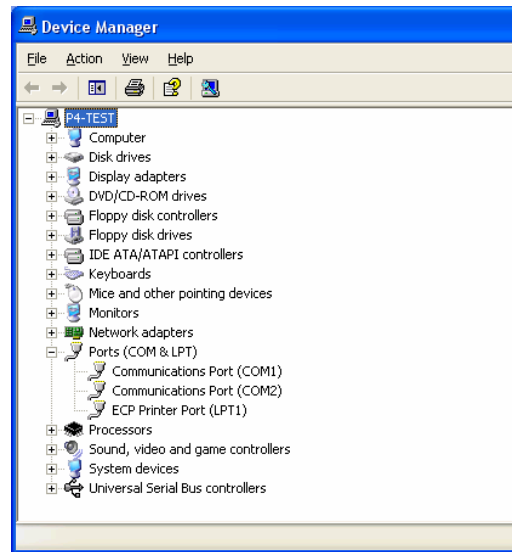 Device Manager
File Action View Help
P4-TEST
Computer
Disk drives
Display adapters
DVD/CD-ROM drives
Floppy disk controllers
Floppy disk drives
IDE ATA/ATAPI controllers
Keyboards
Mice and other pointing devices
Monitors
Network adapters
Ports (COM & LPT)
Communications Port (COM1)
Communications Port (COM2)
ECP Printer Port (LPT1)
Processors
Sound, video and game controllers
System devices
Universal Serial Bus controllers